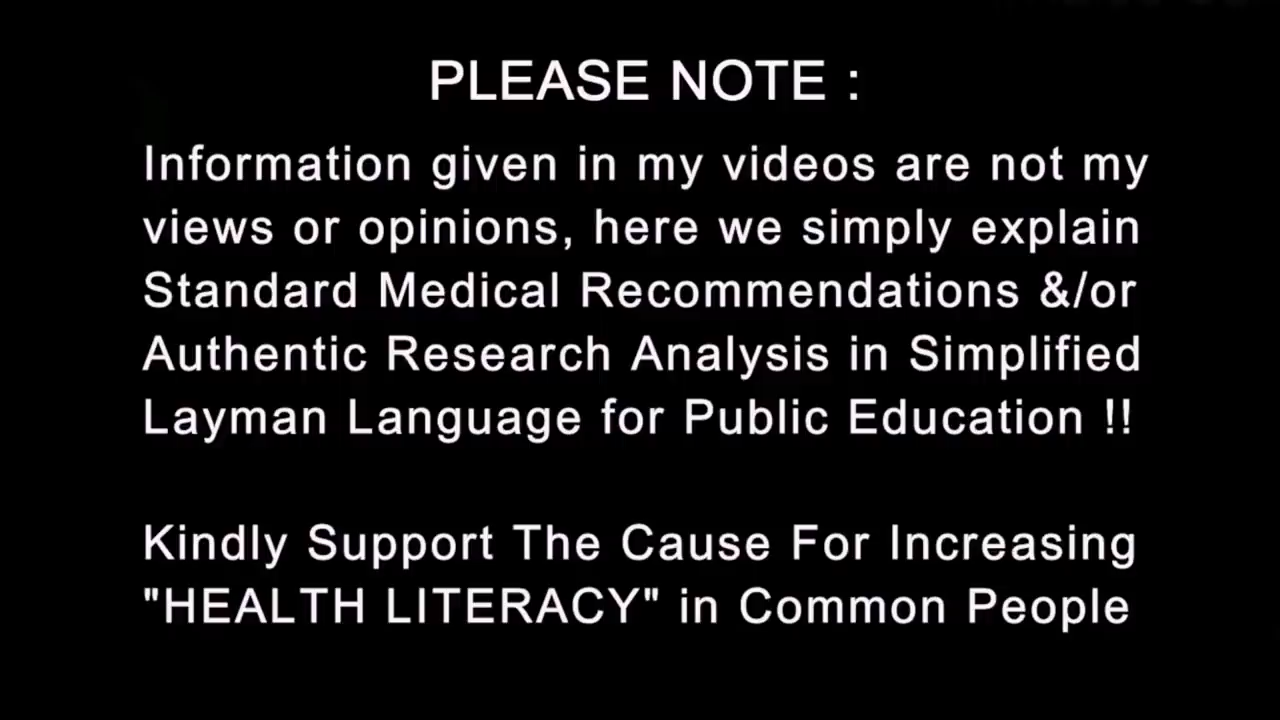 PLEASE NOTE :
Information given in my videos are not my
views or opinions, here we simply explain
Standard Medical Recommendations &/or
Authentic Research Analysis in Simplified
Layman Language for Public Education !!
Kindly Support The Cause For Increasing
"HEALTH LITERACY" in Common People